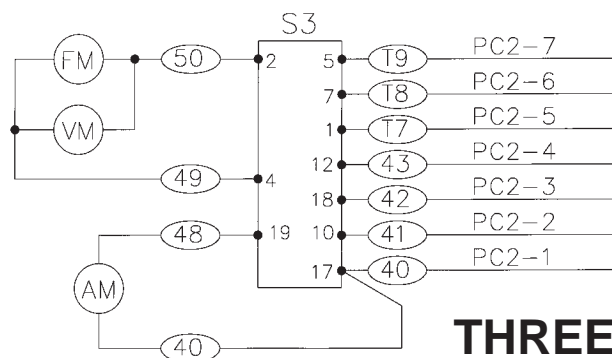 S3
FM 50 2 5 T9 PC2-7
7 T8 PC2-6
VM 1 T7 PC2-5
12 43 PC2-4
49 4 18 42 PC2-3
48 19 10 41 PC2-2
17 40 PC2-1
AM
40
THREE